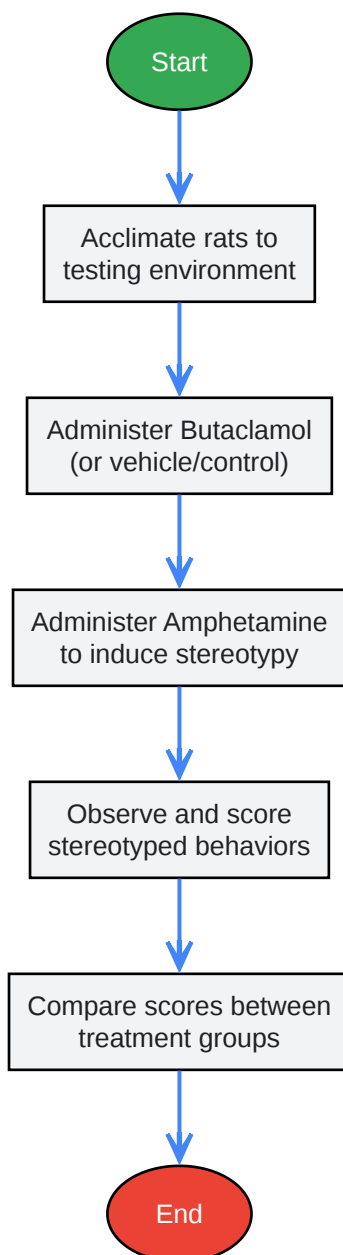 Start
Acclimate rats to
testing environment
Administer Butaclamol
(or vehicle/control)
Administer Amphetamine
to induce stereotypy
Observe and score
stereotyped behaviors
Compare scores between
treatment groups
End